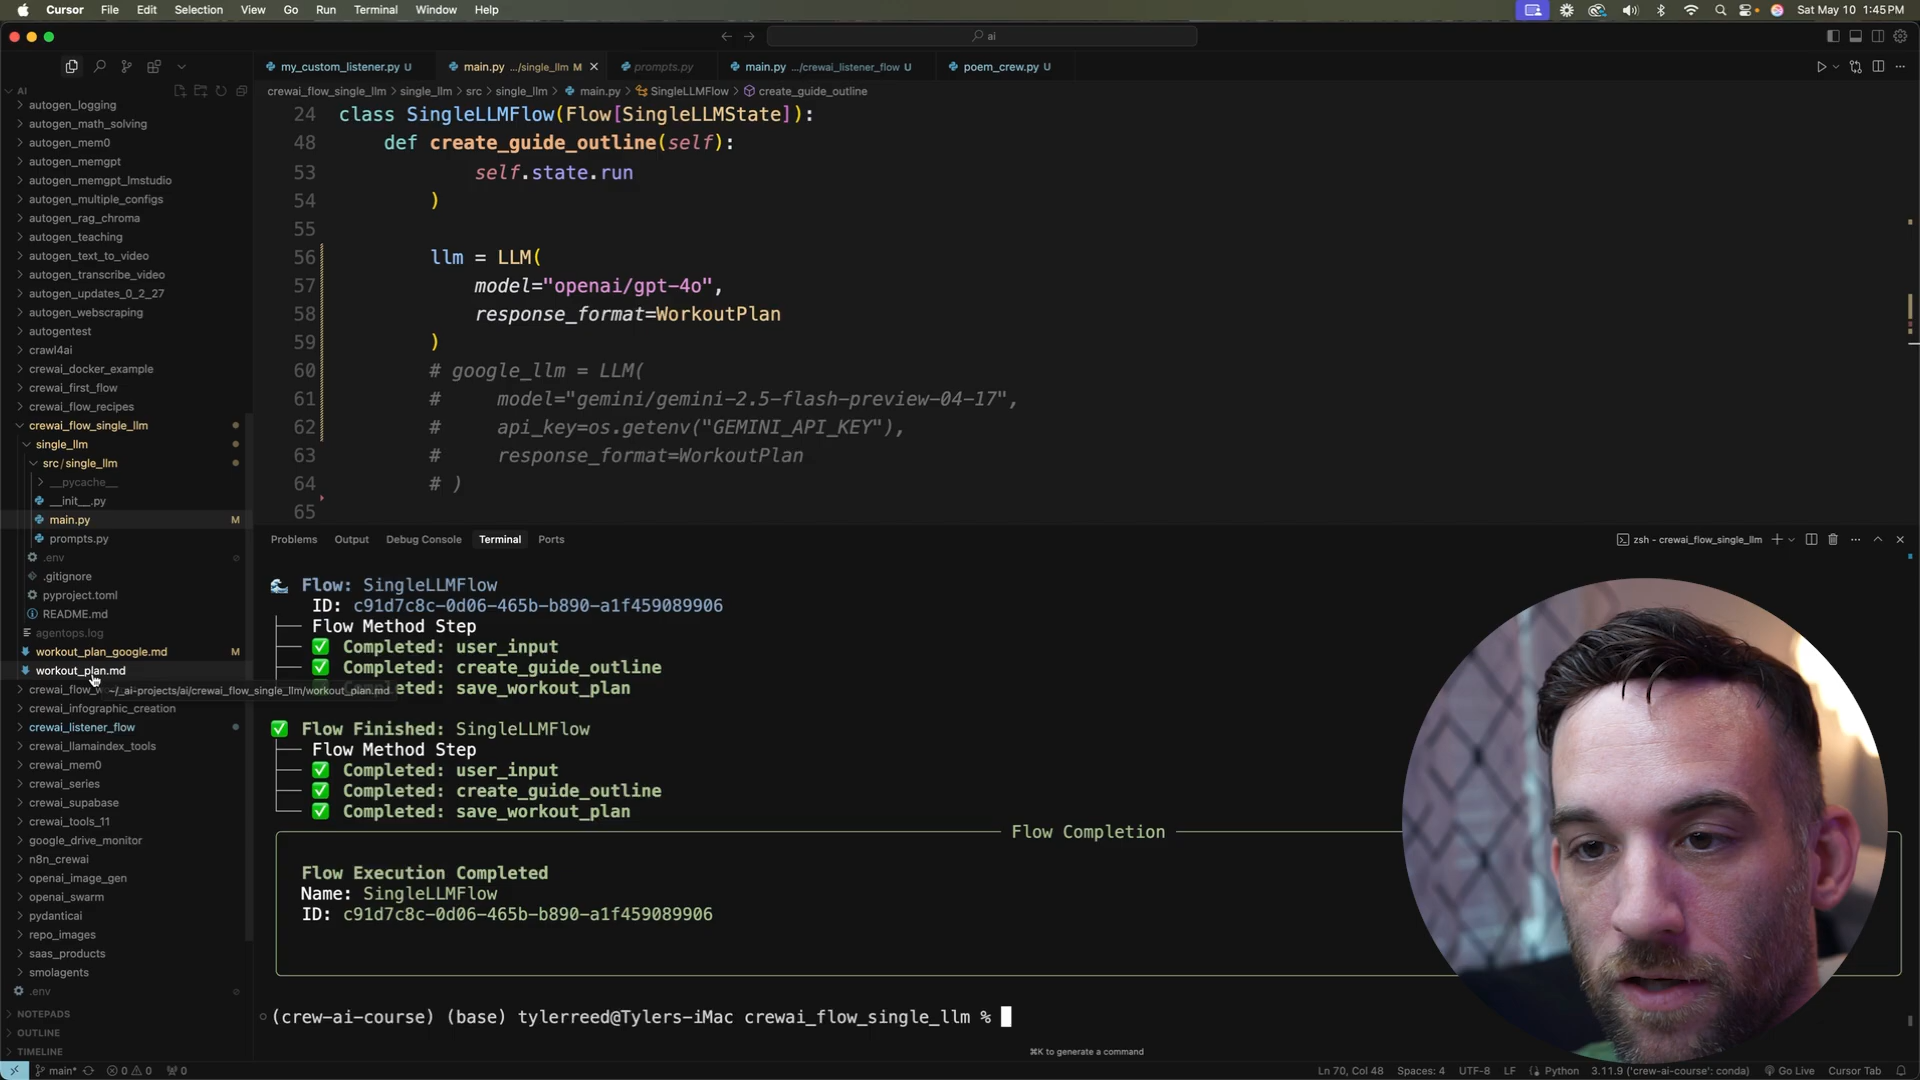 Cursor File Edit Selection View Go Run Terminal Window Help
Sat May 10 1:45 PM
ai
my_custom_listener.py U
main.py .../single_llm M
prompts.py
main.py .../crewai_listener_flow U
poem_crew.py U
AI
crewai_flow_single_llm > single_llm > src > single_llm > main.py > SingleLLMFlow > create_guide_outline
autogen_logging
autogen_math_solving
autogen_mem0
autogen_memgpt
autogen_memgpt_lmstudio
autogen_multiple_configs
autogen_rag_chroma
autogen_teaching
autogen_text_to_video
autogen_transcribe_video
autogen_updates_0_2_27
autogen_webscraping
autogentest
crawl4ai
crewai_docker_example
crewai_first_flow
crewai_flow_recipes
crewai_flow_single_llm
single_llm
src / single_llm
__pycache__
__init__.py
main.py M
prompts.py
.env
.gitignore
pyproject.toml
README.md
agentops.log
workout_plan_google.md M
workout_plan.md
crewai_flow_w
~/_ai-projects/ai/crewai_flow_single_llm/workout_plan.md
crewai_infographic_creation
crewai_listener_flow
crewai_llamaindex_tools
crewai_mem0
crewai_series
crewai_supabase
crewai_tools_11
google_drive_monitor
n8n_crewai
openai_image_gen
openai_swarm
pydanticai
repo_images
saas_products
smolagents
.env
NOTEPADS
OUTLINE
TIMELINE
24 class SingleLLMFlow(Flow[SingleLLMState]):
48 def create_guide_outline(self):
53 self.state.run
54 )
55
56 llm = LLM(
57 model="openai/gpt-4o",
58 response_format=WorkoutPlan
59 )
60 # google_llm = LLM(
61 # model="gemini/gemini-2.5-flash-preview-04-17",
62 # api_key=os.getenv("GEMINI_API_KEY"),
63 # response_format=WorkoutPlan
64 # )
65
Problems Output Debug Console Terminal Ports
zsh - crewai_flow_single_llm
Flow: SingleLLMFlow
ID: c91d7c8c-0d06-465b-b890-a1f459089906
Flow Method Step
Completed: user_input
Completed: create_guide_outline
eted: save_workout_plan
Flow Finished: SingleLLMFlow
Flow Method Step
Completed: user_input
Completed: create_guide_outline
Completed: save_workout_plan
Flow Completion
Flow Execution Completed
Name: SingleLLMFlow
ID: c91d7c8c-0d06-465b-b890-a1f459089906
(crew-ai-course) (base) tylerreed@Tylers-iMac crewai_flow_single_llm %
⌘K to generate a command
main* 0 0 0
Ln 70, Col 48 Spaces: 4 UTF-8 LF Python 3.11.9 ('crew-ai-course': conda) Go Live Cursor Tab